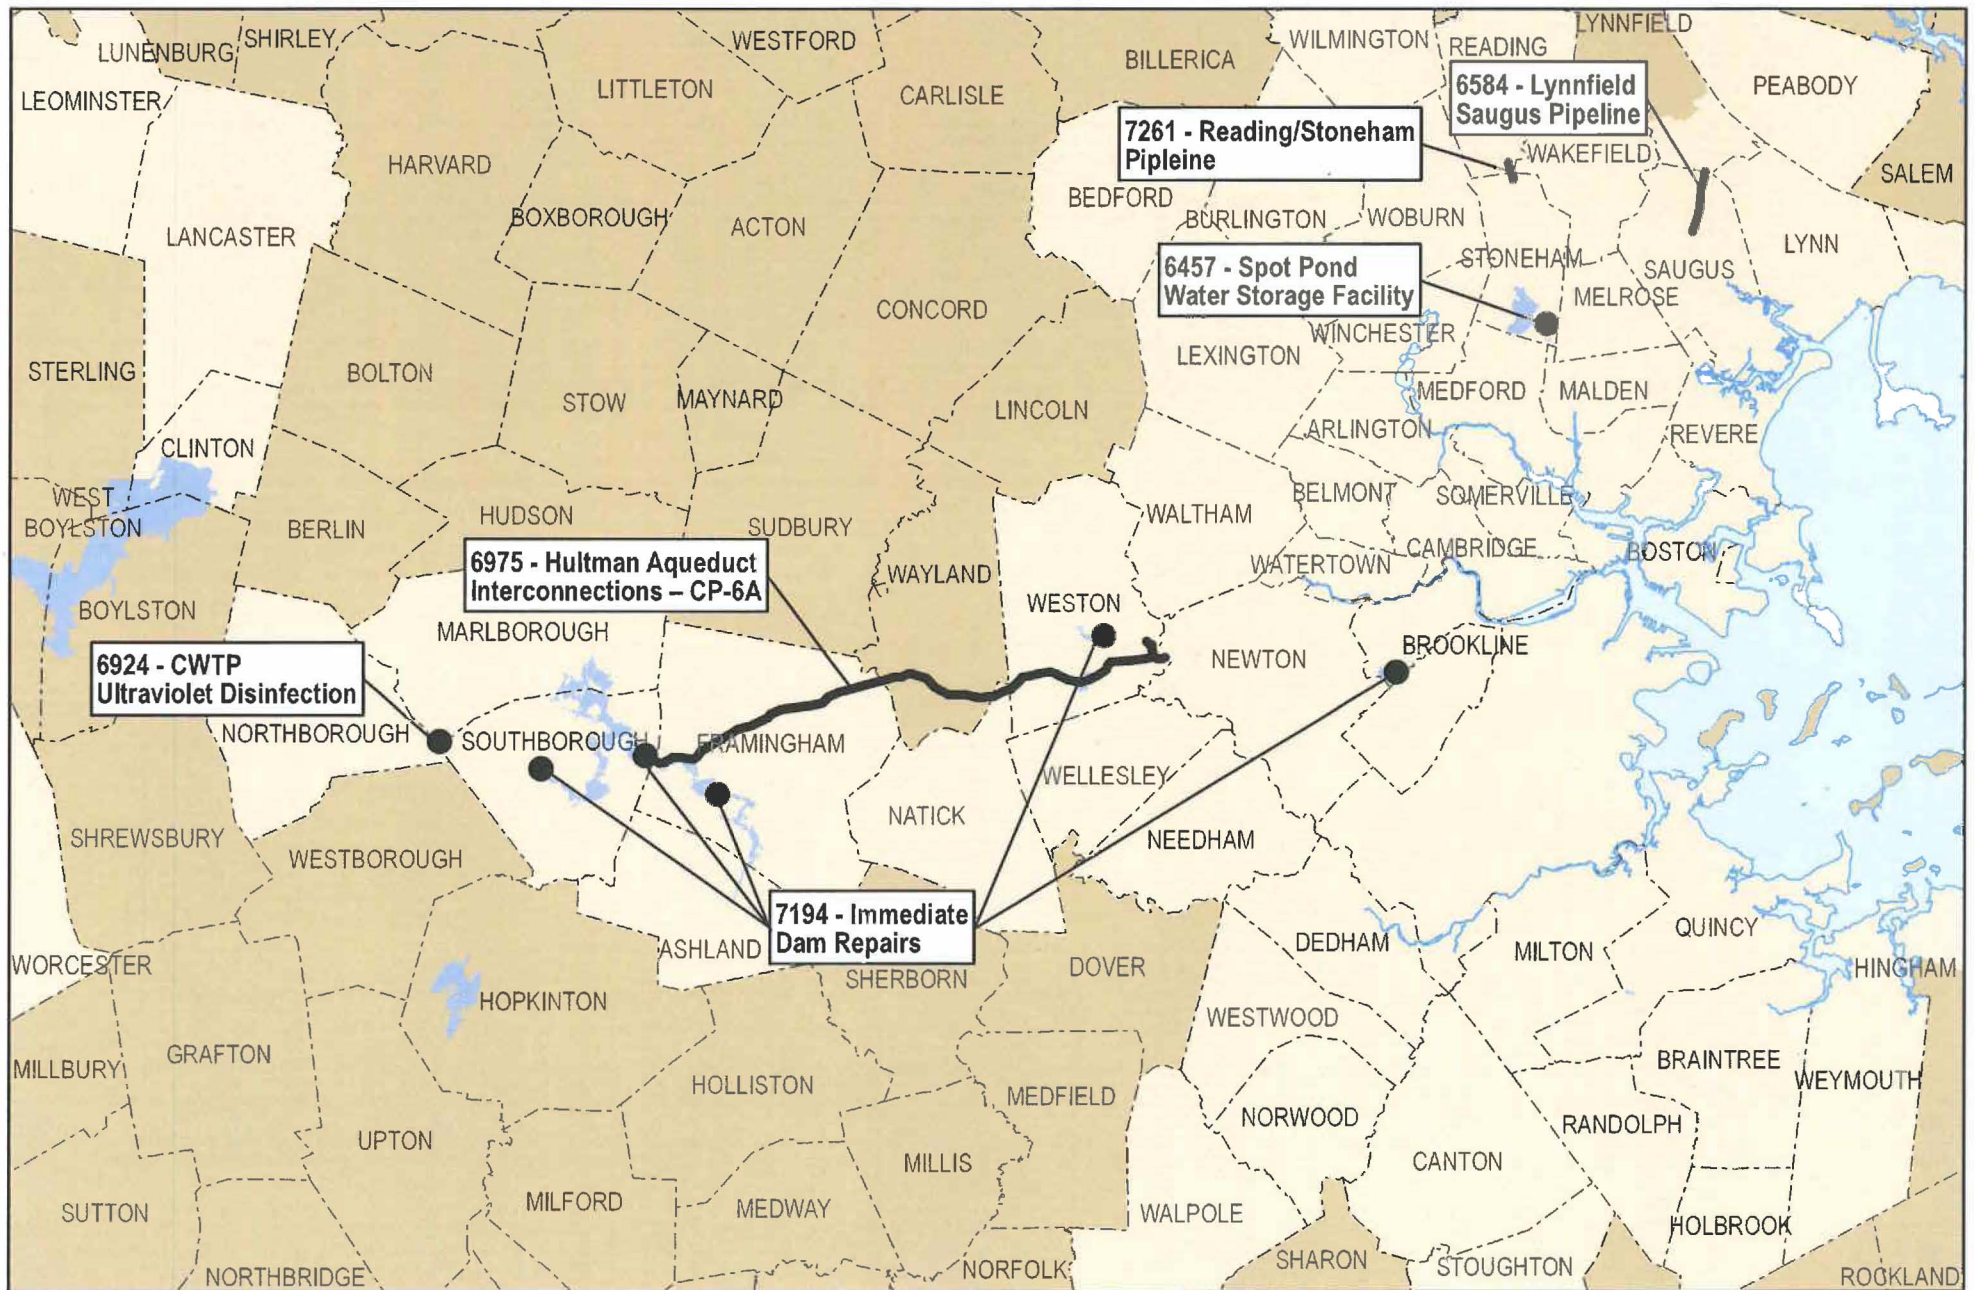 LUNENBURG
SHIRLEY
WESTFORD
LYNNFIELD
WILMINGTON
READING
BILLERICA
LEOMINSTER
LITTLETON
CARLISLE
PEABODY
6584 - Lynnfield
Saugus Pipeline
7261 - Reading/Stoneham
Pipleine
WAKEFIELD
HARVARD
SALEM
BEDFORD
BOXBOROUGH
BURLINGTON
WOBURN
LANCASTER
ACTON
LYNN
6457 - Spot Pond
Water Storage Facility
STONEHAM
SAUGUS
MELROSE
CONCORD
WINCHESTER
LEXINGTON
STERLING
BOLTON
STOW
MAYNARD
LINCOLN
MEDFORD
MALDEN
ARLINGTON
REVERE
CLINTON
WEST
BOYLSTON
BELMONT
SOMERVILLE
BERLIN
HUDSON
SUDBURY
WALTHAM
CAMBRIDGE
BOSTON
WATERTOWN
6975 - Hultman Aqueduct
Interconnections – CP-6A
WAYLAND
WESTON
BOYLSTON
MARLBOROUGH
BROOKLINE
NEWTON
6924 - CWTP
Ultraviolet Disinfection
NORTHBOROUGH
SOUTHBOROUGH
FRAMINGHAM
WELLESLEY
NATICK
SHREWSBURY
WESTBOROUGH
NEEDHAM
7194 - Immediate
Dam Repairs
ASHLAND
DEDHAM
QUINCY
MILTON
WORCESTER
SHERBORN
DOVER
HINGHAM
HOPKINTON
WESTWOOD
GRAFTON
MILLBURY
BRAINTREE
WEYMOUTH
HOLLISTON
MEDFIELD
NORWOOD
RANDOLPH
UPTON
MILLIS
CANTON
SUTTON
MILFORD
MEDWAY
WALPOLE
HOLBROOK
NORTHBRIDGE
NORFOLK
SHARON
STOUGHTON
ROCKLAND